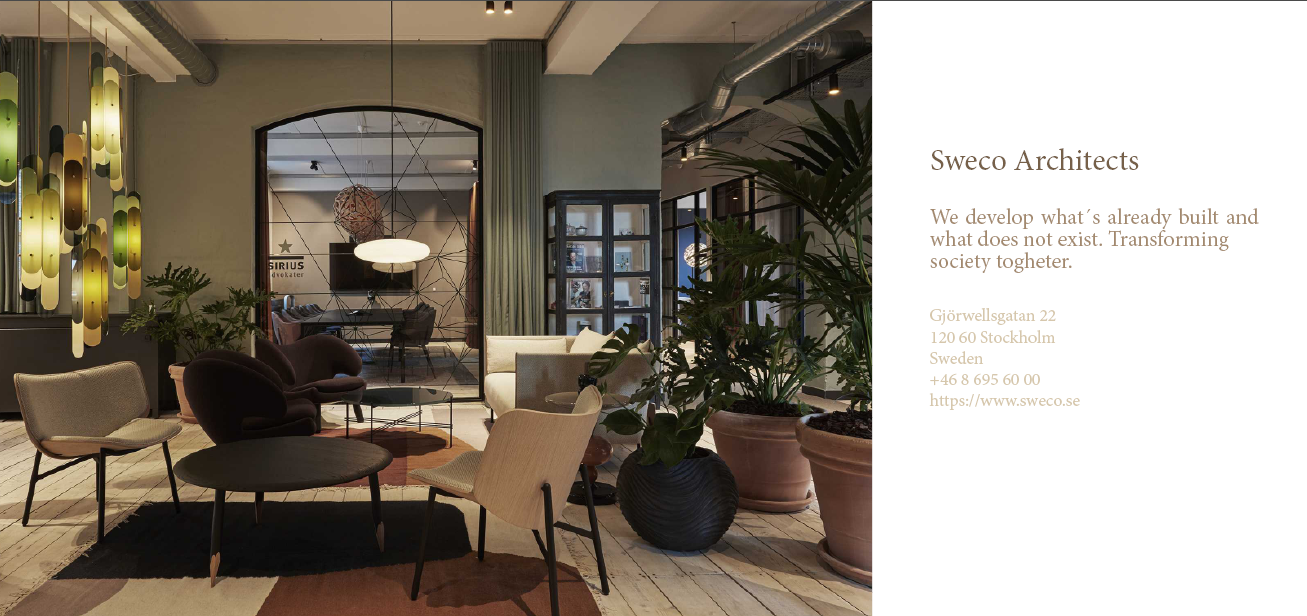 SIRIUS
dvokater
Sweco Architects
We develop what´s already built and
what does not exist. Transforming
society togheter.
Gjörwellsgatan 22
120 60 Stockholm
Sweden
+46 8 695 60 00
https://www.sweco.se